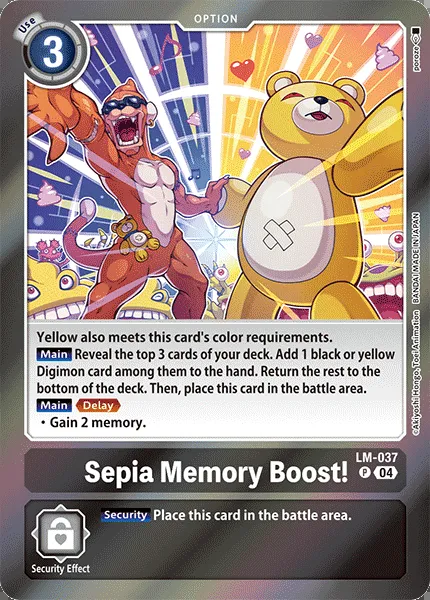 OPTION
Use
3
poroze
Yellow also meets this card's color requirements.
Main Reveal the top 3 cards of your deck. Add 1 black or yellow
Digimon card among them to the hand. Return the rest to the
bottom of the deck. Then, place this card in the battle area.
Main Delay
・Gain 2 memory.
©Akiyoshi Hongo, Toei Animation BANDAI MADE IN JAPAN
LM-037
Sepia Memory Boost! P 04
Security Place this card in the battle area.
Security Effect